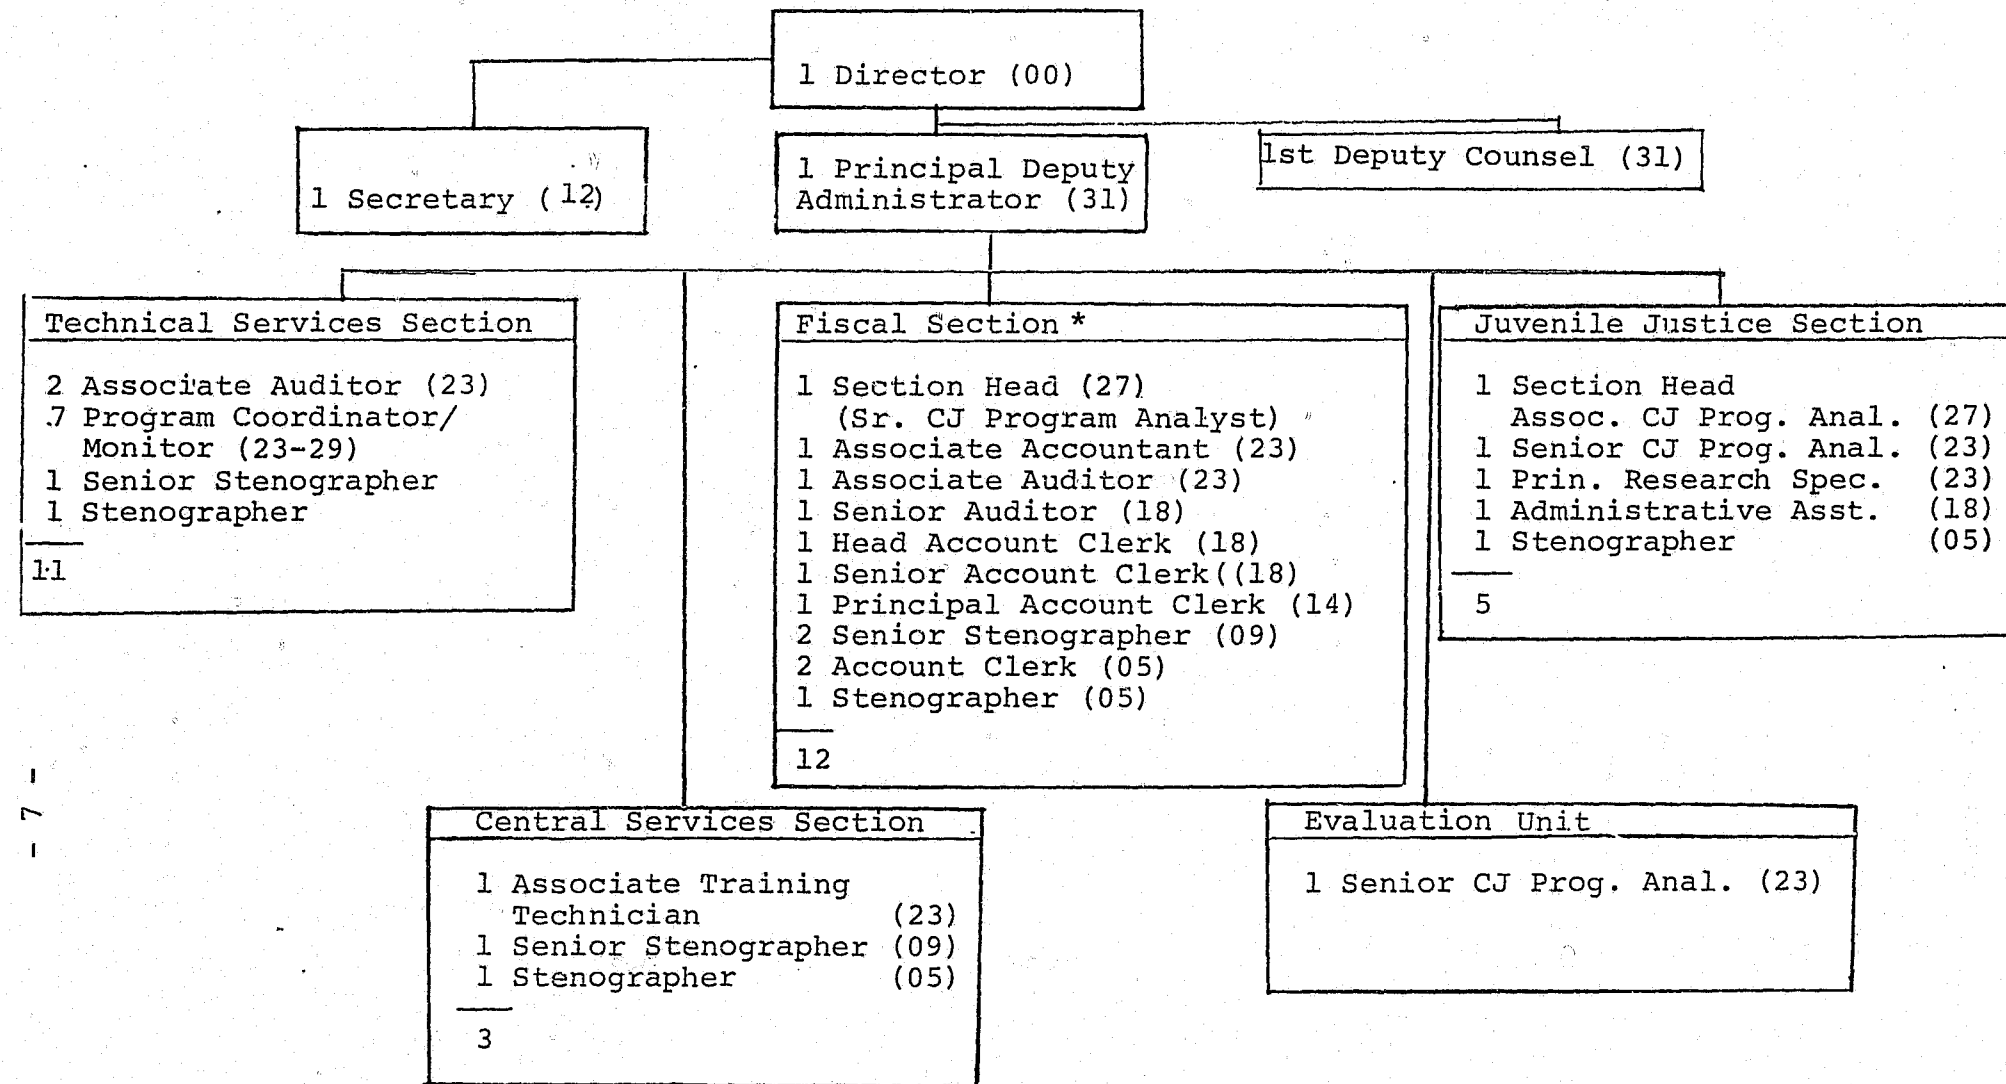 1 Director (00)
1 Secretary (12)
1 Principal Deputy
Administrator (31)
1st Deputy Counsel (31)
Technical Services Section
2 Associate Auditor (23)
7 Program Coordinator/
Monitor (23-29)
1 Senior Stenographer
1 Stenographer
11
Fiscal Section *
1 Section Head (27)
(Sr. CJ Program Analyst)
1 Associate Accountant (23)
1 Associate Auditor (23)
1 Senior Auditor (18)
1 Head Account Clerk (18)
1 Senior Account Clerk((18)
1 Principal Account Clerk (14)
2 Senior Stenographer (09)
2 Account Clerk (05)
1 Stenographer (05)
12
Juvenile Justice Section
1 Section Head
Assoc. CJ Prog. Anal. (27)
1 Senior CJ Prog. Anal. (23)
1 Prin. Research Spec. (23)
1 Administrative Asst. (18)
1 Stenographer (05)
5
Central Services Section
1 Associate Training
Technician (23)
1 Senior Stenographer (09)
1 Stenographer (05)
3
Evaluation Unit
1 Senior CJ Prog. Anal. (23)
- 7 -